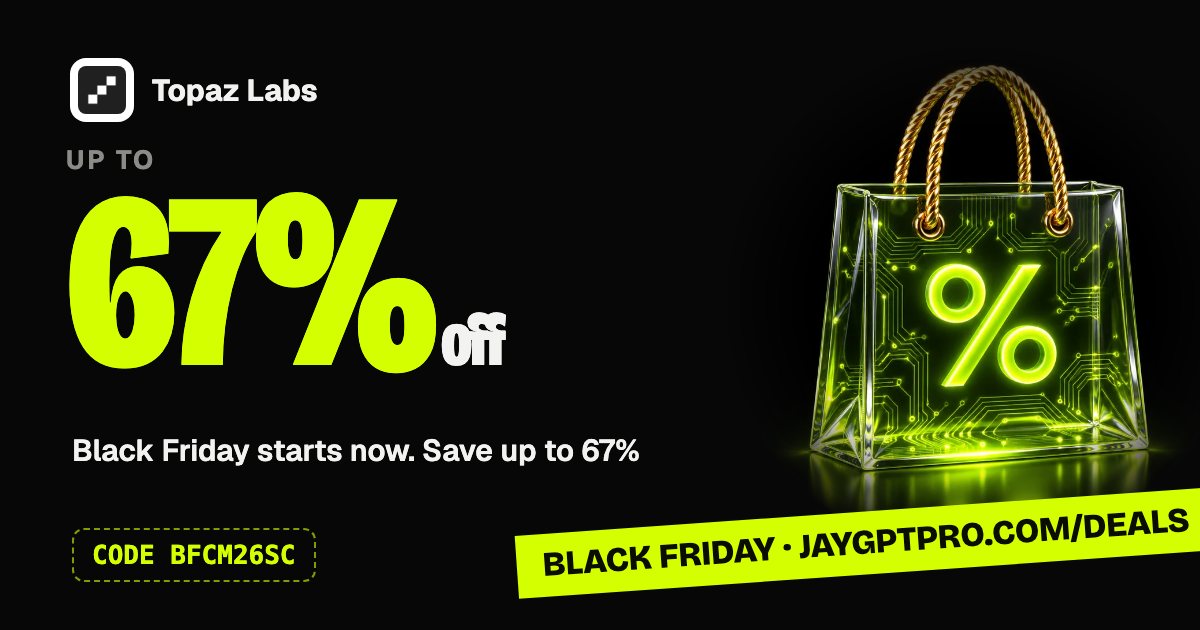 Topaz Labs
UP TO
67% off
Black Friday starts now. Save up to 67%
CODE BFCM26SC
BLACK FRIDAY · JAYGPTPRO.COM/DEALS
%